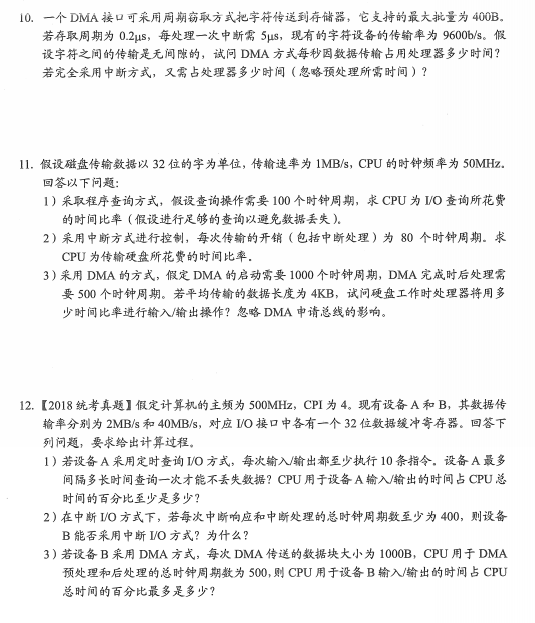 10. 一个 DMA 接口可采用周期窃取方式把字符传送到存储器，它支持的最大批量为 400B。
若存取周期为 0.2μs，每处理一次中断需 5μs，现有的字符设备的传输率为 9600b/s。假
设字符之间的传输是无间隙的，试问 DMA 方式每秒因数据传输占用处理器多少时间？
若完全采用中断方式，又需占处理器多少时间（忽略预处理所需时间）？
11. 假设磁盘传输数据以 32 位的字为单位，传输速率为 1MB/s，CPU 的时钟频率为 50MHz。
回答以下问题：
1）采取程序查询方式，假设查询操作需要 100 个时钟周期，求 CPU 为 I/O 查询所花费
的时间比率（假设进行足够的查询以避免数据丢失）。
2）采用中断方式进行控制，每次传输的开销（包括中断处理）为 80 个时钟周期。求
CPU 为传输硬盘所花费的时间比率。
3）采用 DMA 的方式，假定 DMA 的启动需要 1000 个时钟周期，DMA 完成时后处理需
要 500 个时钟周期。若平均传输的数据长度为 4KB，试问硬盘工作时处理器将用多
少时间比率进行输入/输出操作？忽略 DMA 申请总线的影响。
12.【2018 统考真题】假定计算机的主频为 500MHz，CPI 为 4。现有设备 A 和 B，其数据传
输率分别为 2MB/s 和 40MB/s，对应 I/O 接口中各有一个 32 位数据缓冲寄存器。回答下
列问题，要求给出计算过程。
1）若设备 A 采用定时查询 I/O 方式，每次输入/输出都至少执行 10 条指令。设备 A 最多
间隔多长时间查询一次才能不丢失数据？CPU 用于设备 A 输入/输出的时间占 CPU 总
时间的百分比至少是多少？
2）在中断 I/O 方式下，若每次中断响应和中断处理的总时钟周期数至少为 400，则设备
B 能否采用中断 I/O 方式？为什么？
3）若设备 B 采用 DMA 方式，每次 DMA 传送的数据块大小为 1000B，CPU 用于 DMA
预处理和后处理的总时钟周期数为 500，则 CPU 用于设备 B 输入/输出的时间占 CPU
总时间的百分比最多是多少？